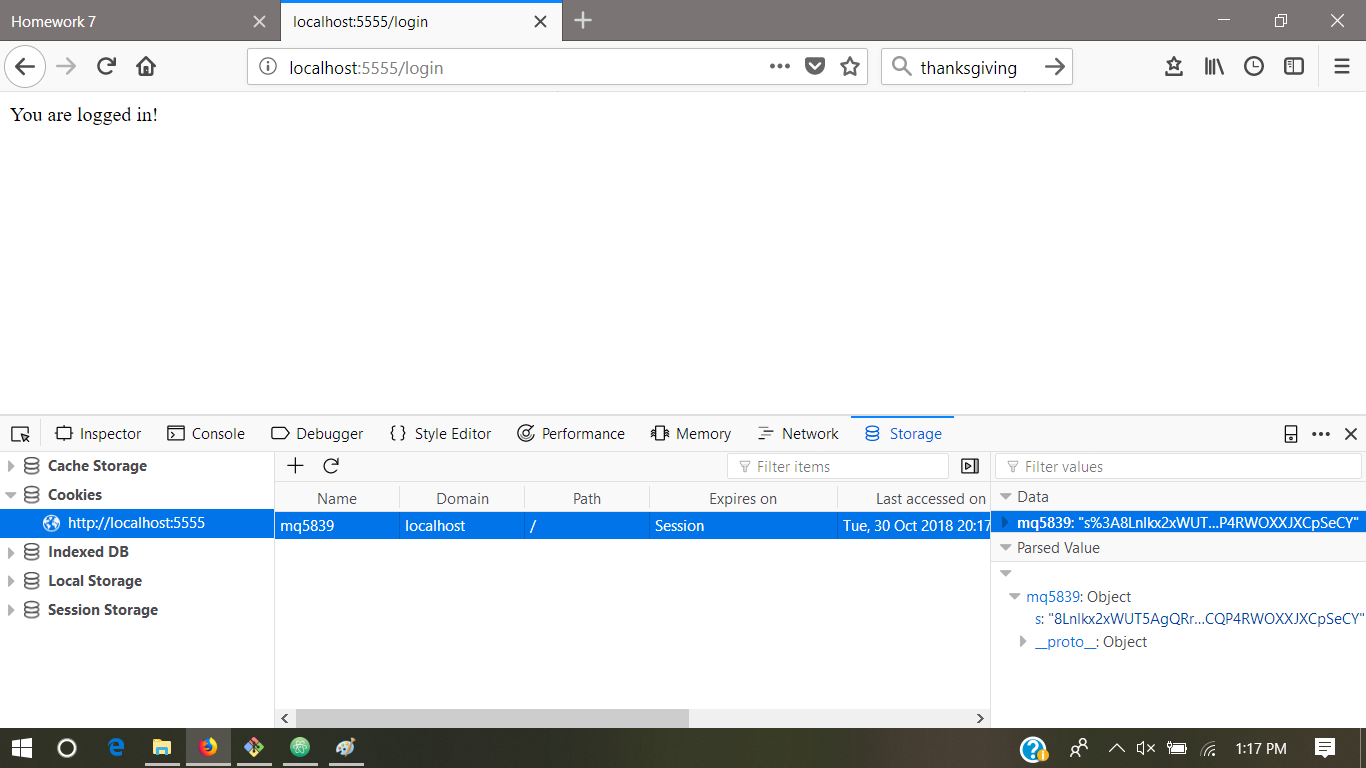 Homework 7
localhost:5555/login
localhost:5555/login
thanksgiving
You are logged in!
Inspector
Console
Debugger
{ } Style Editor
Performance
Memory
Network
Storage
Cache Storage
Cookies
http://localhost:5555
Indexed DB
Local Storage
Session Storage
Filter items
Name Domain Path Expires on Last accessed on
mq5839 localhost / Session Tue, 30 Oct 2018 20:17
Filter values
Data
mq5839: "s%3A8Lnlkx2xWUT...P4RWOXXJXCpSeCY"
Parsed Value
mq5839: Object
s: "8Lnlkx2xWUT5AgQRr...CQP4RWOXXJXCpSeCY"
__proto__: Object
1:17 PM